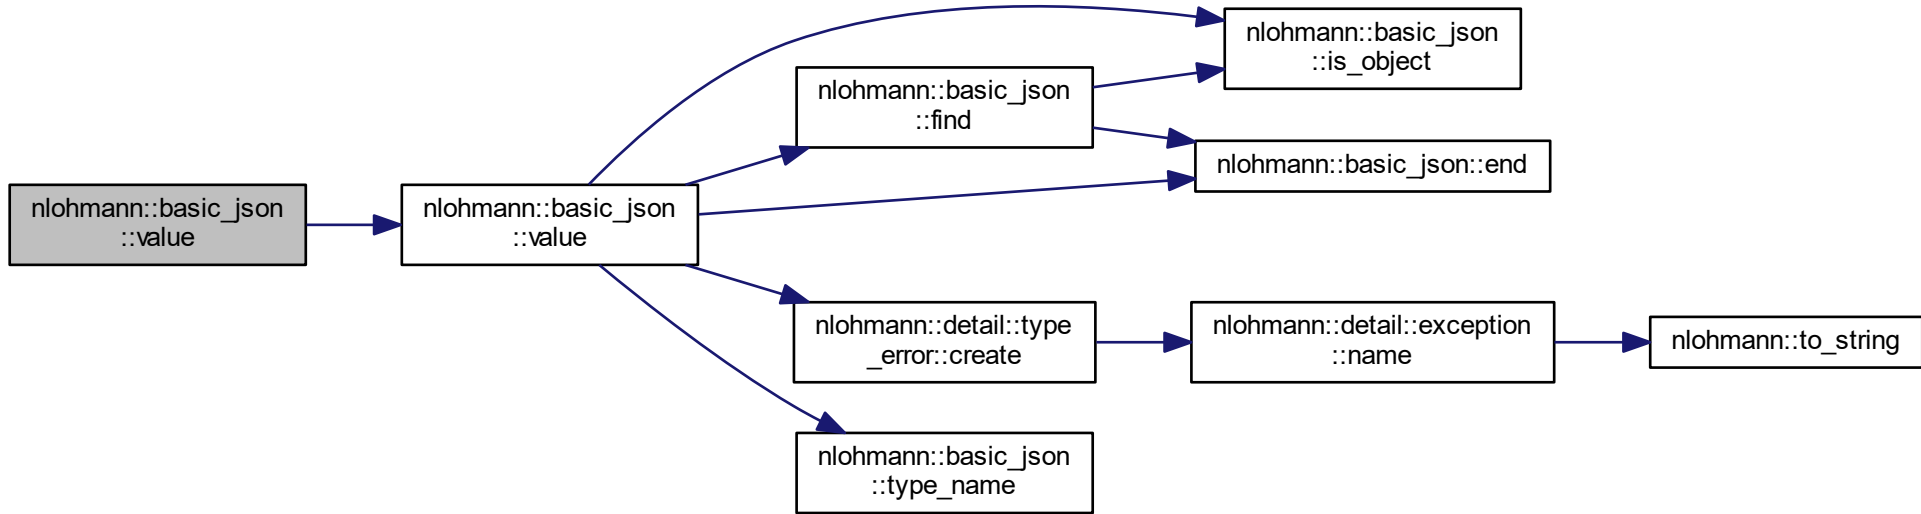 nlohmann::basic_json
::value
nlohmann::basic_json
::value
nlohmann::basic_json
::find
nlohmann::basic_json
::is_object
nlohmann::basic_json::end
nlohmann::detail::type
_error::create
nlohmann::detail::exception
::name
nlohmann::to_string
nlohmann::basic_json
::type_name